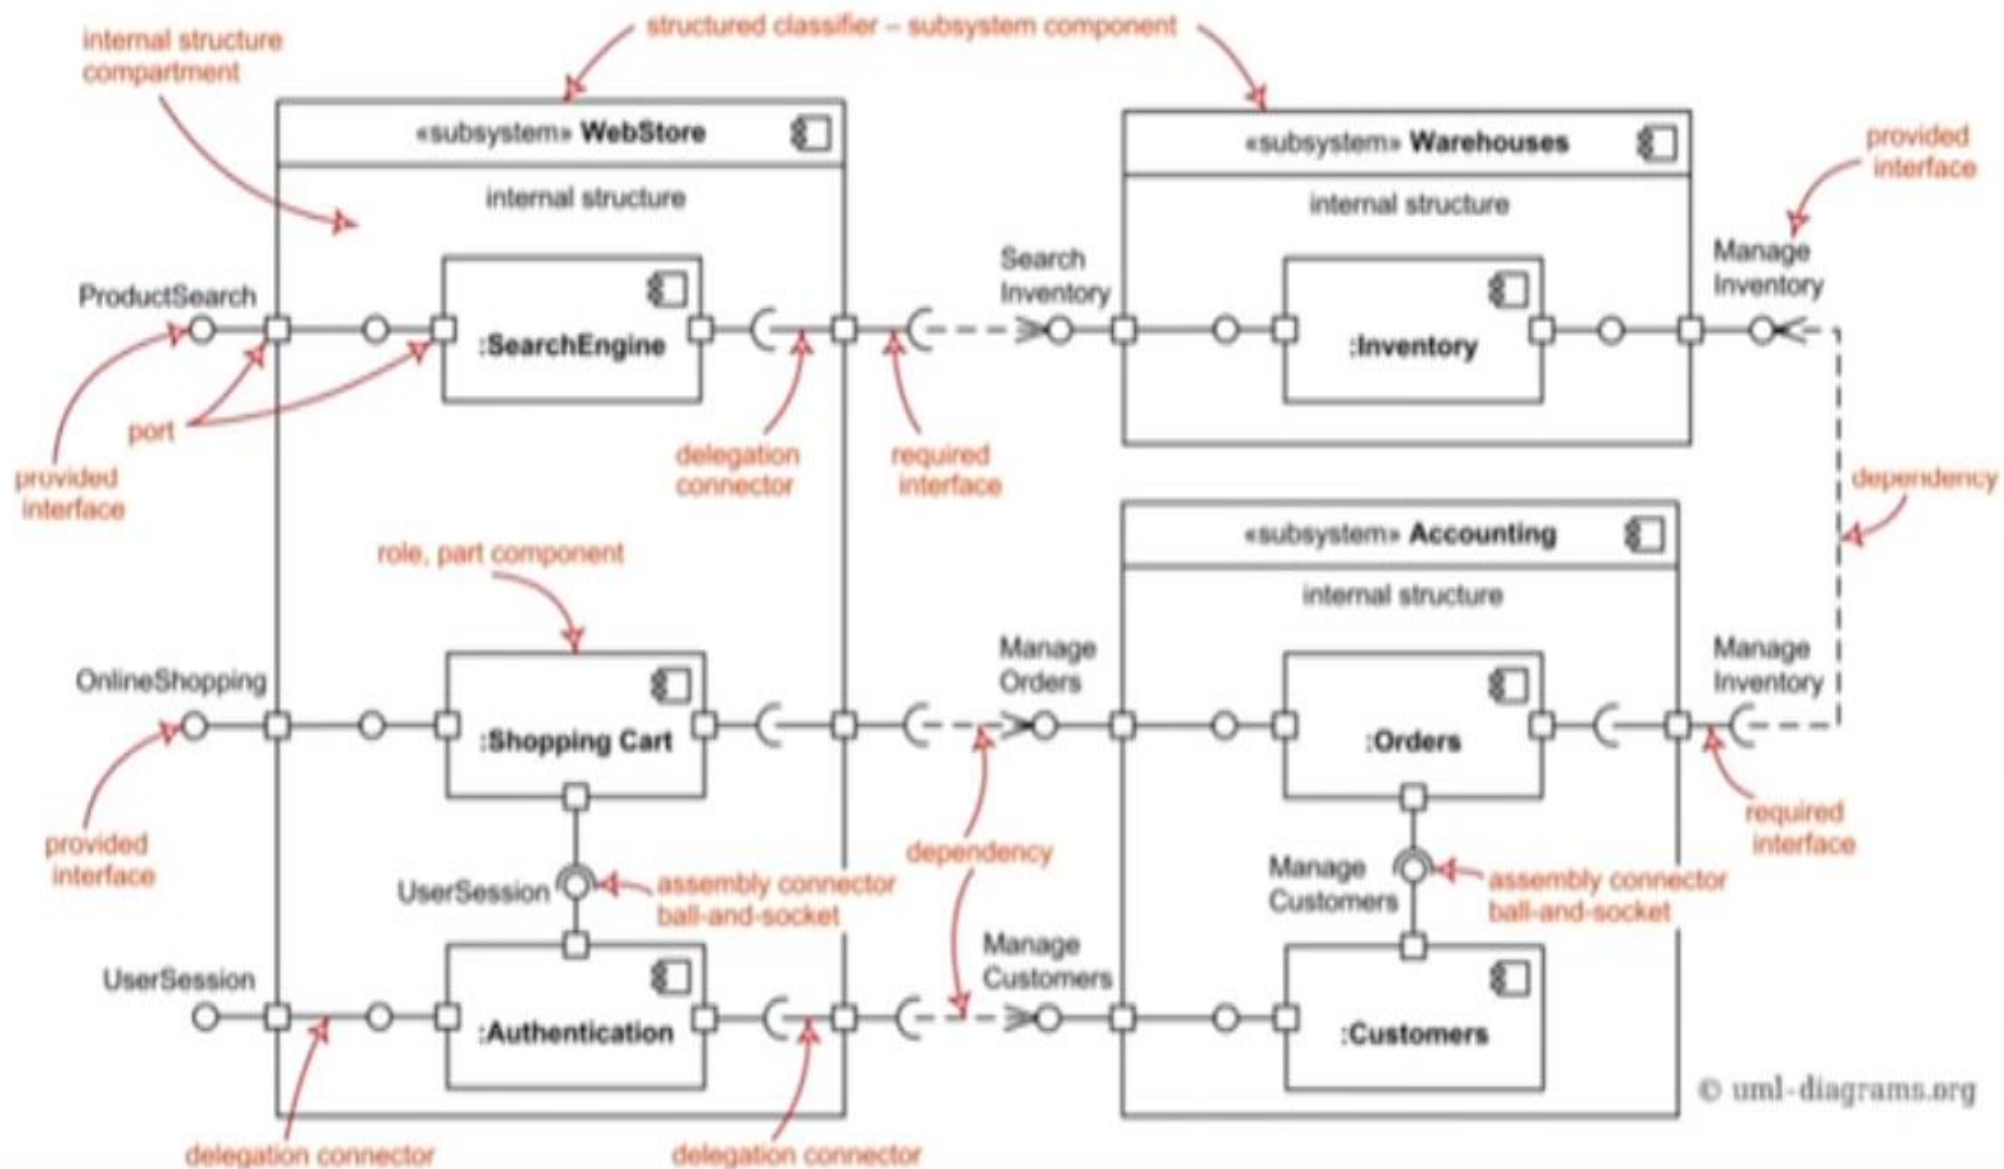 structured classifier – subsystem component
internal structure
compartment
«subsystem» WebStore
internal structure
«subsystem» Warehouses
internal structure
provided
interface
ProductSearch
:SearchEngine
Search
Inventory
:Inventory
Manage
Inventory
port
provided
interface
delegation
connector
required
interface
dependency
role, part component
«subsystem» Accounting
internal structure
OnlineShopping
:Shopping Cart
Manage
Orders
:Orders
Manage
Inventory
provided
interface
UserSession
assembly connector
ball-and-socket
dependency
Manage
Customers
assembly connector
ball-and-socket
required
interface
UserSession
:Authentication
Manage
Customers
:Customers
delegation connector
delegation connector
© uml-diagrams.org